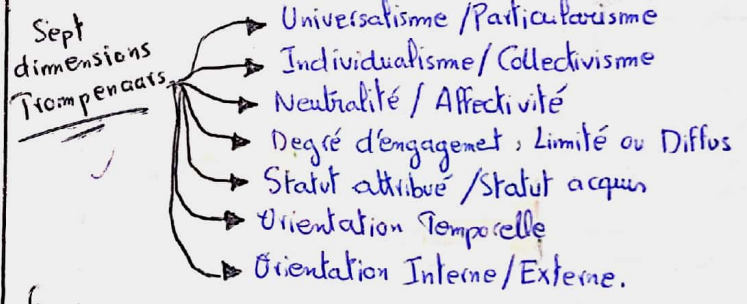 Sept
dimensions
Trompenaars
Universalisme / Particularisme
Individualisme / Collectivisme
Neutralité / Affectivité
Degré d'engagemet, Limité ou Diffus
Statut attribué / Statut acquis
Orientation Temporelle
Orientation Interne / Externe.